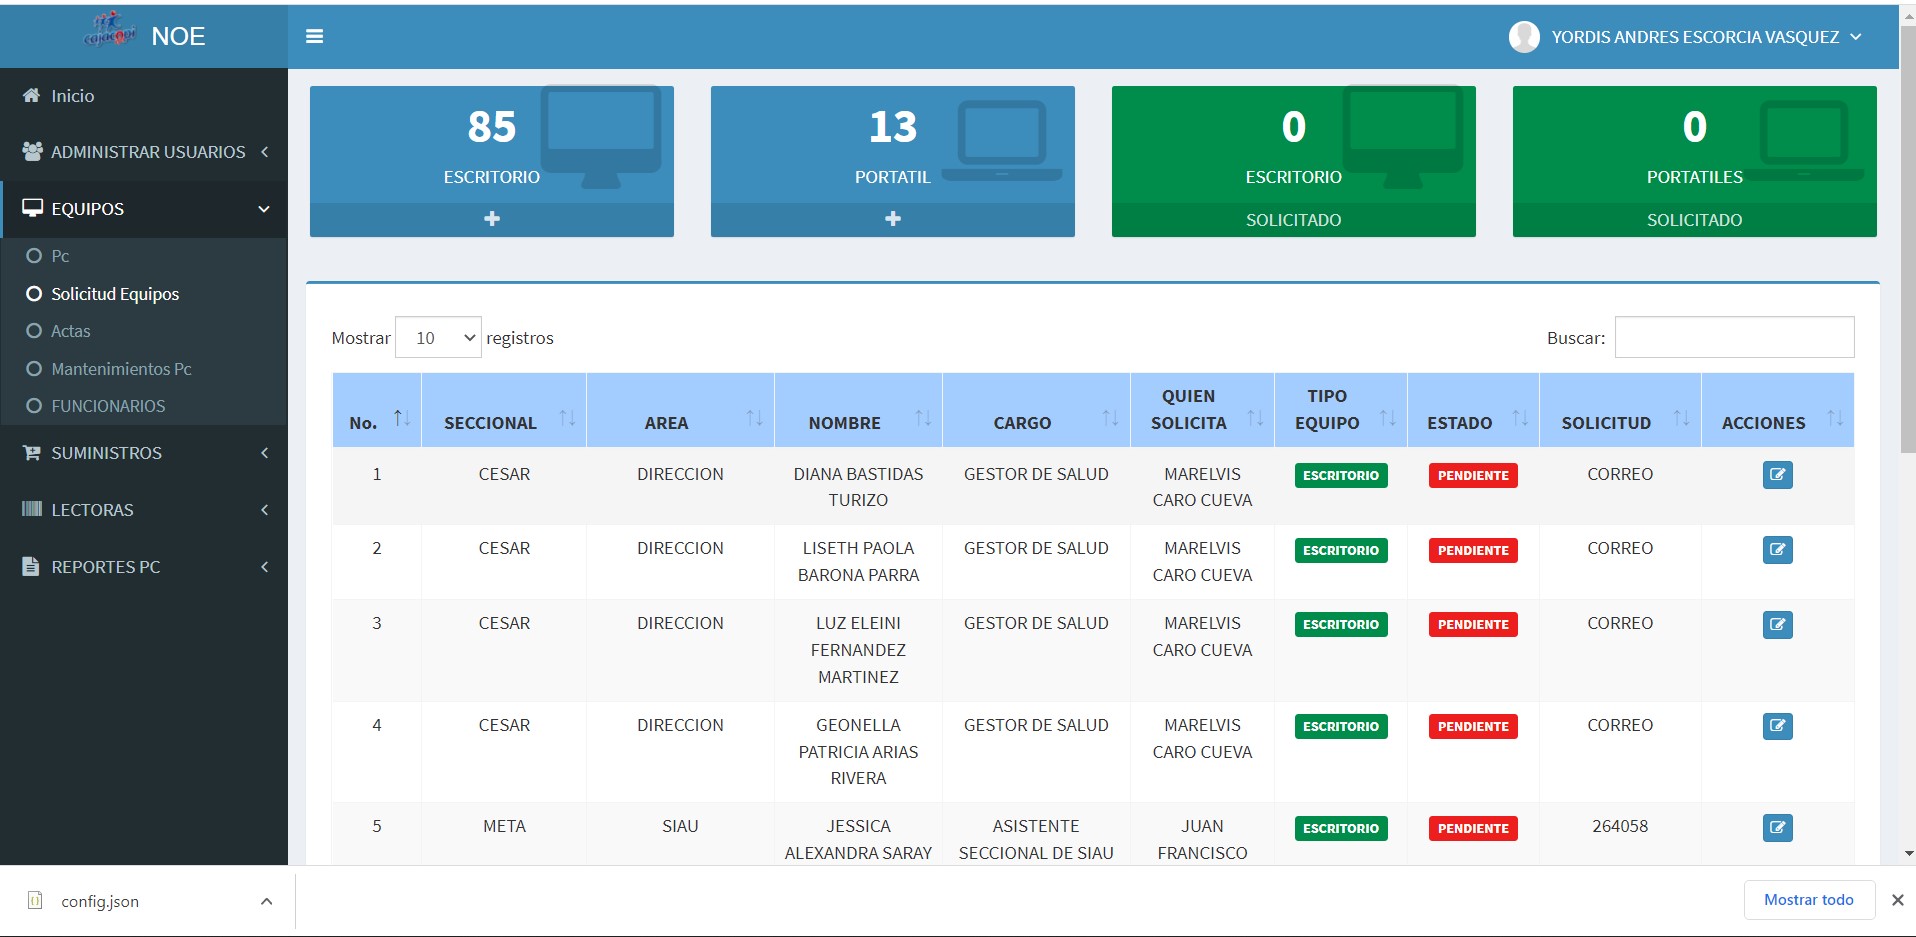 cajacopi NOE
YORDIS ANDRES ESCORCIA VASQUEZ
Inicio
ADMINISTRAR USUARIOS
EQUIPOS
Pc
Solicitud Equipos
Actas
Mantenimientos Pc
FUNCIONARIOS
SUMINISTROS
LECTORAS
REPORTES PC
85
ESCRITORIO
13
PORTATIL
0
ESCRITORIO
SOLICITADO
0
PORTATILES
SOLICITADO
Mostrar 10 registros
Buscar:
No. SECCIONAL AREA NOMBRE CARGO QUIEN SOLICITA TIPO EQUIPO ESTADO SOLICITUD ACCIONES
1 CESAR DIRECCION DIANA BASTIDAS TURIZO GESTOR DE SALUD MARELVIS CARO CUEVA ESCRITORIO PENDIENTE CORREO
2 CESAR DIRECCION LISETH PAOLA BARONA PARRA GESTOR DE SALUD MARELVIS CARO CUEVA ESCRITORIO PENDIENTE CORREO
3 CESAR DIRECCION LUZ ELEINI FERNANDEZ MARTINEZ GESTOR DE SALUD MARELVIS CARO CUEVA ESCRITORIO PENDIENTE CORREO
4 CESAR DIRECCION GEONELLA PATRICIA ARIAS RIVERA GESTOR DE SALUD MARELVIS CARO CUEVA ESCRITORIO PENDIENTE CORREO
5 META SIAU JESSICA ALEXANDRA SARAY ASISTENTE SECCIONAL DE SIAU JUAN FRANCISCO ESCRITORIO PENDIENTE 264058
config.json
Mostrar todo